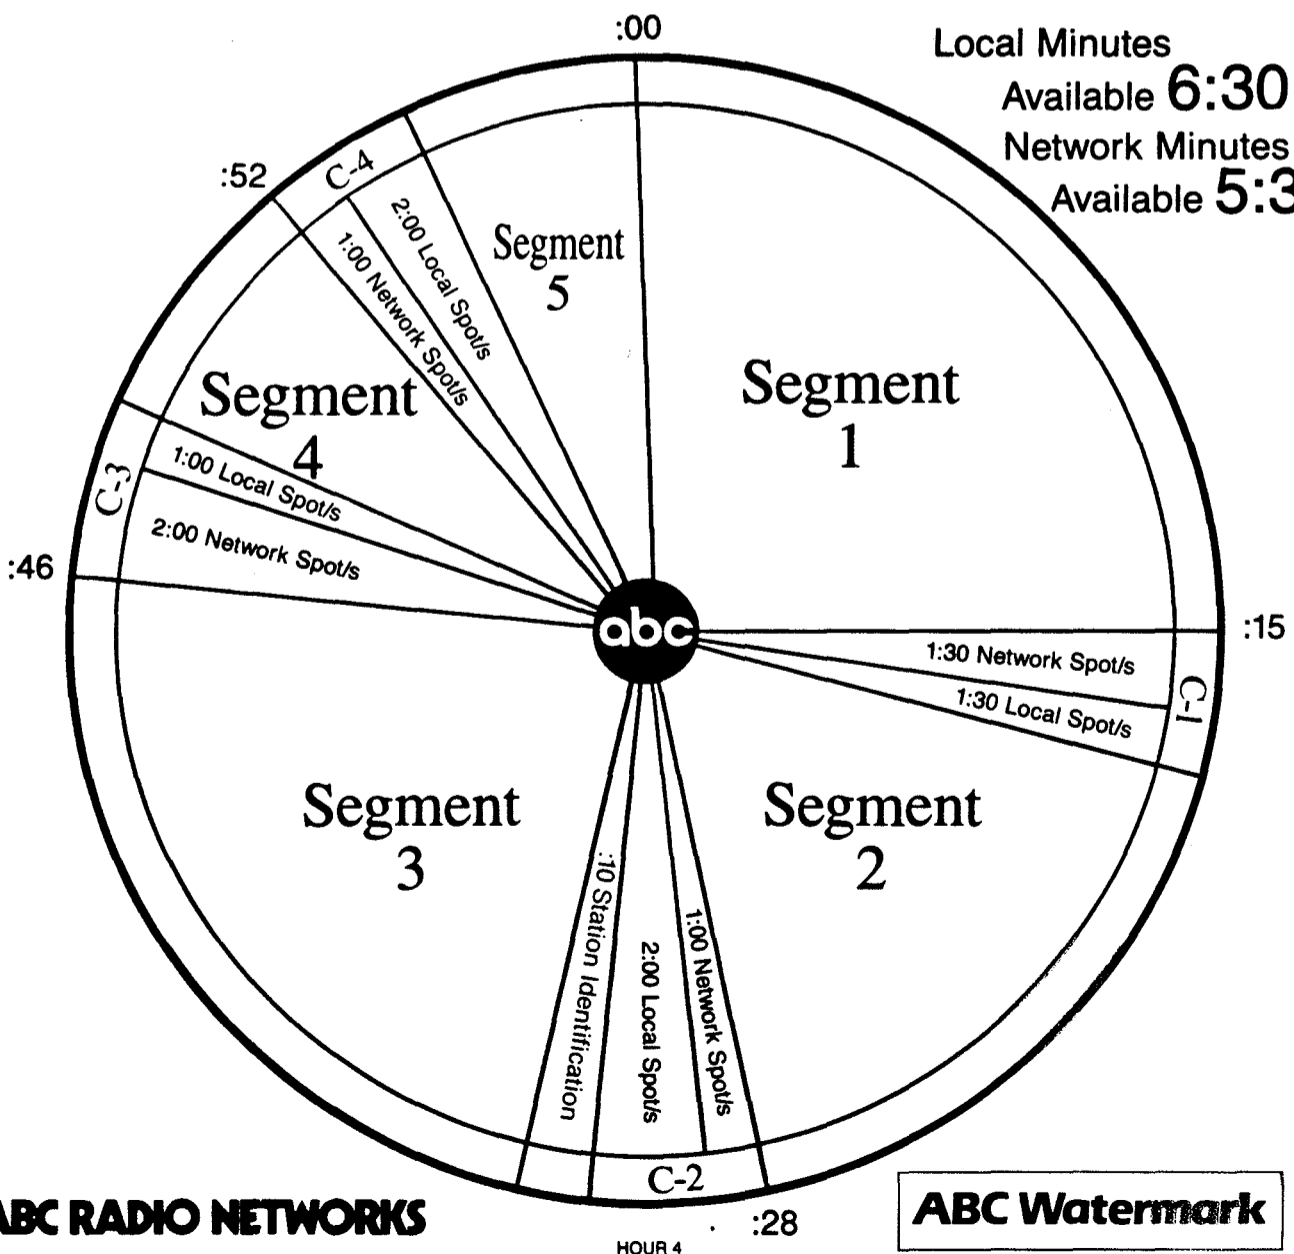 :00
Local Minutes
Available 6:30
Network Minutes
Available 5:3
:52
C-4
2:00 Local Spot/s
1:00 Network Spot/s
Segment
5
Segment
1
Segment
4
C-3
1:00 Local Spot/s
2:00 Network Spot/s
:46
abc
:15
1:30 Network Spot/s
1:30 Local Spot/s
C-1
Segment
3
Segment
2
:10 Station Identification
2:00 Local Spot/s
1:00 Network Spot/s
C-2
:28
ABC RADIO NETWORKS
HOUR 4
ABC Watermark